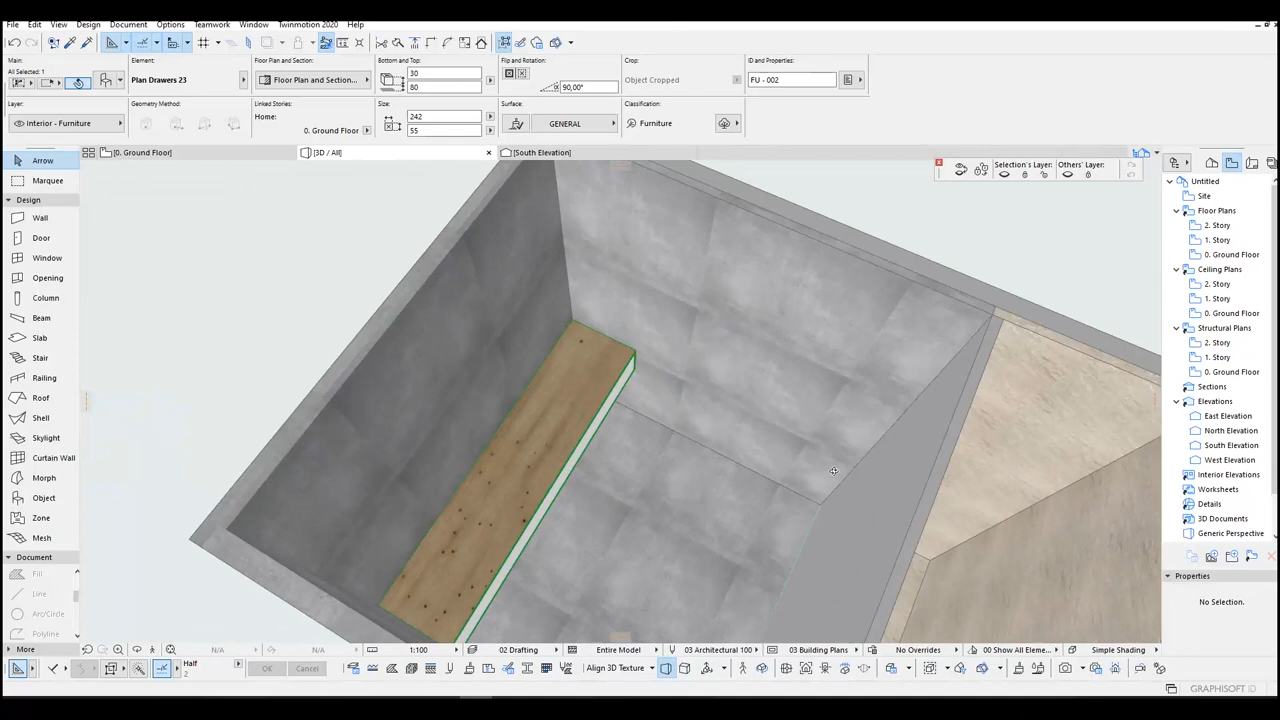 File Edit View Design Document Options Teamwork Window Twinmotion 2020 Help
Main: Element: Bottom and Top: Flip and Rotation: Crop: ID and Properties:
All Selected: 1 Plan Drawers 23 Floor Plan and Section... 30 Object Cropped FU - 002
80 90,00°
Layer: Geometry Method: Linked Stories: Size: Surface: Classification:
Interior - Furniture Home: 0. Ground Floor 242 GENERAL Furniture
55
[0. Ground Floor] [3D / All] [South Elevation]
Selection's Layer: Others' Layer:
Arrow
Marquee
Design
Wall
Door
Window
Opening
Column
Beam
Slab
Stair
Railing
Roof
Shell
Skylight
Curtain Wall
Morph
Object
Zone
Mesh
Document
Fill
Line
Arc/Circle
Polyline
More
Untitled
Site
Floor Plans
2. Story
1. Story
0. Ground Floor
Ceiling Plans
2. Story
1. Story
0. Ground Floor
Structural Plans
2. Story
1. Story
0. Ground Floor
Sections
Elevations
East Elevation
North Elevation
South Elevation
West Elevation
Interior Elevations
Worksheets
Details
3D Documents
Generic Perspective
Properties
No Selection.
N/A N/A 1:100 02 Drafting Entire Model 03 Architectural 100 03 Building Plans No Overrides 00 Show All Eleme... Simple Shading
Half
2
OK Cancel Align 3D Texture
GRAPHISOFT ID